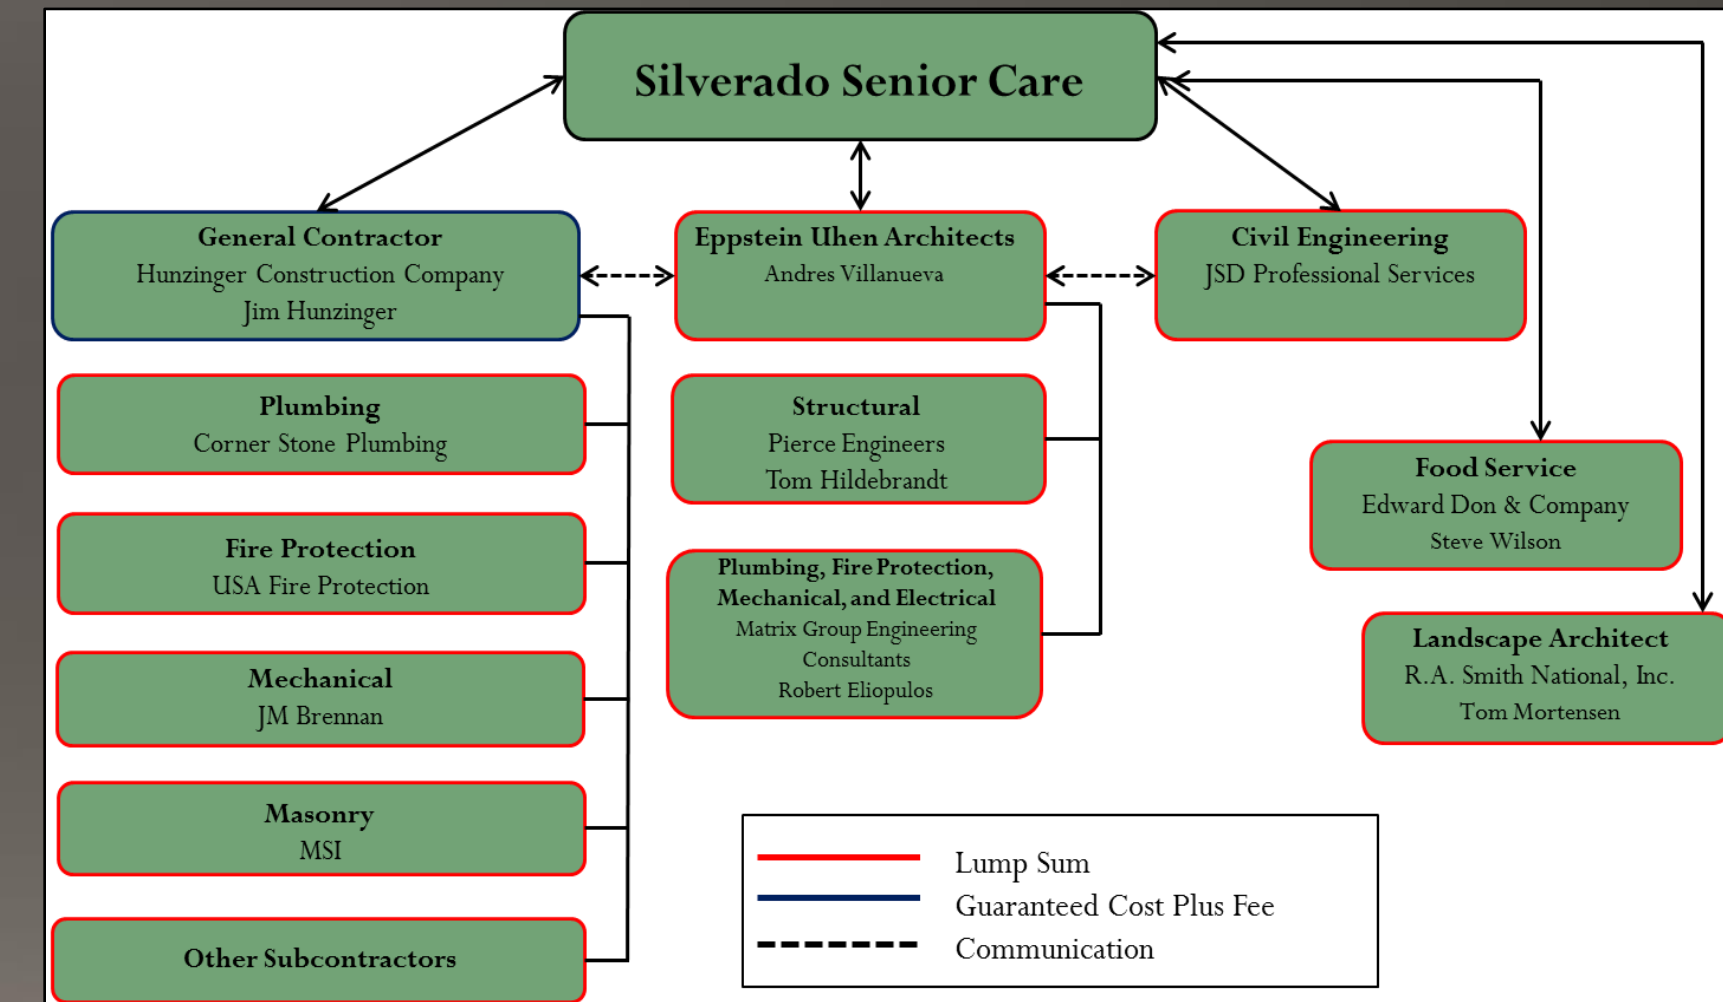 Silverado Senior Care
General Contractor
Hunzinger Construction Company
Jim Hunzinger
Eppstein Uhen Architects
Andres Villanueva
Civil Engineering
JSD Professional Services
Plumbing
Corner Stone Plumbing
Structural
Pierce Engineers
Tom Hildebrandt
Food Service
Edward Don & Company
Steve Wilson
Fire Protection
USA Fire Protection
Plumbing, Fire Protection,
Mechanical, and Electrical
Matrix Group Engineering
Consultants
Robert Eliopulos
Landscape Architect
R.A. Smith National, Inc.
Tom Mortensen
Mechanical
JM Brennan
Masonry
MSI
Other Subcontractors
Lump Sum
Guaranteed Cost Plus Fee
Communication